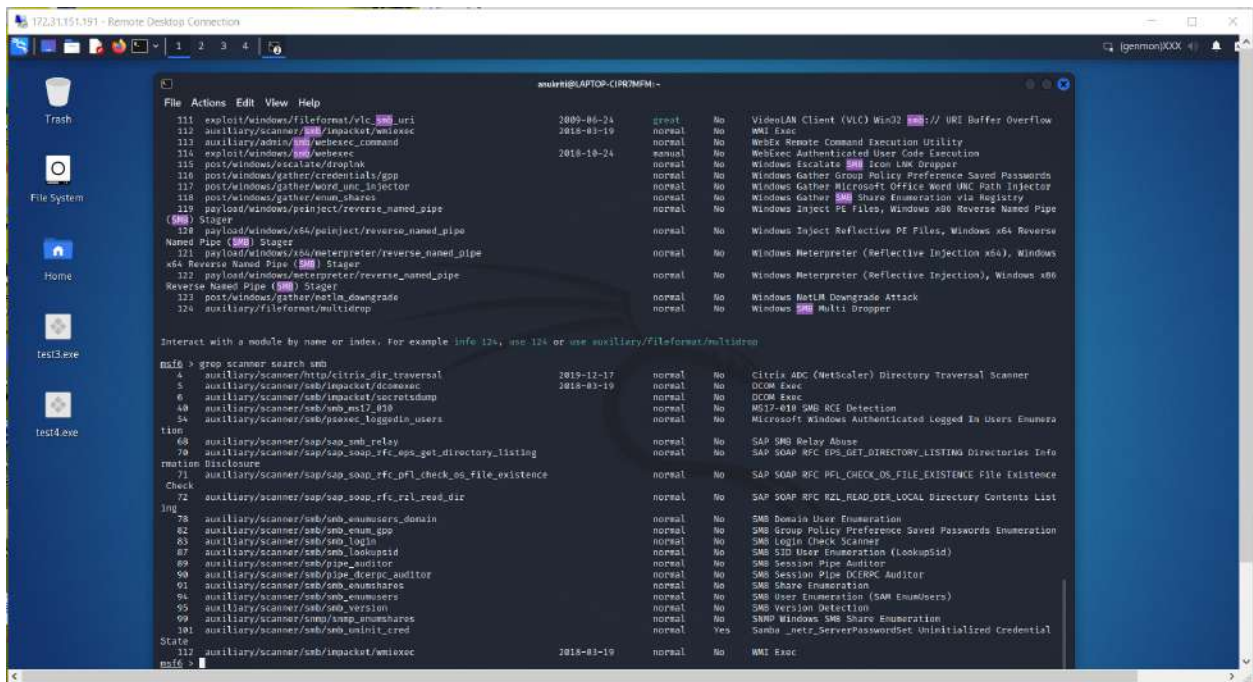 172.31.151.191 - Remote Desktop Connection
1 2 3 4
(genmon)XXX
Trash
File System
Home
test3.exe
test4.exe
anukriti@LAPTOP-CIPR7MFM: ~
File Actions Edit View Help
111 exploit/windows/fileformat/vlc_smb_uri 2009-06-24 great No VideoLAN Client (VLC) Win32 smb:// URI Buffer Overflow
112 auxiliary/scanner/smb/impacket/wmiexec 2018-03-19 normal No WMI Exec
113 auxiliary/admin/smb/webexec_command normal No WebEx Remote Command Execution Utility
114 exploit/windows/smb/webexec 2018-10-24 manual No WebExec Authenticated User Code Execution
115 post/windows/escalate/droplnk normal No Windows Escalate SMB Icon LNK Dropper
116 post/windows/gather/credentials/gpp normal No Windows Gather Group Policy Preference Saved Passwords
117 post/windows/gather/word_unc_injector normal No Windows Gather Microsoft Office Word UNC Path Injector
118 post/windows/gather/enum_shares normal No Windows Gather SMB Share Enumeration via Registry
119 payload/windows/peinject/reverse_named_pipe normal No Windows Inject PE Files, Windows x86 Reverse Named Pipe
(SMB) Stager
120 payload/windows/x64/peinject/reverse_named_pipe normal No Windows Inject Reflective PE Files, Windows x64 Reverse
Named Pipe (SMB) Stager
121 payload/windows/x64/meterpreter/reverse_named_pipe normal No Windows Meterpreter (Reflective Injection x64), Windows
x64 Reverse Named Pipe (SMB) Stager
122 payload/windows/meterpreter/reverse_named_pipe normal No Windows Meterpreter (Reflective Injection), Windows x86
Reverse Named Pipe (SMB) Stager
123 post/windows/gather/netlm_downgrade normal No Windows NetLM Downgrade Attack
124 auxiliary/fileformat/multidrop normal No Windows SMB Multi Dropper
Interact with a module by name or index. For example info 124, use 124 or use auxiliary/fileformat/multidrop
msf6 > grep scanner search smb
4 auxiliary/scanner/http/citrix_dir_traversal 2019-12-17 normal No Citrix ADC (NetScaler) Directory Traversal Scanner
5 auxiliary/scanner/smb/impacket/dcomexec 2018-03-19 normal No DCOM Exec
6 auxiliary/scanner/smb/impacket/secretsdump normal No DCOM Exec
40 auxiliary/scanner/smb/smb_ms17_010 normal No MS17-010 SMB RCE Detection
54 auxiliary/scanner/smb/psexec_loggedin_users normal No Microsoft Windows Authenticated Logged In Users Enumera
tion
68 auxiliary/scanner/sap/sap_smb_relay normal No SAP SMB Relay Abuse
70 auxiliary/scanner/sap/sap_soap_rfc_eps_get_directory_listing normal No SAP SOAP RFC EPS_GET_DIRECTORY_LISTING Directories Info
rmation Disclosure
71 auxiliary/scanner/sap/sap_soap_rfc_pfl_check_os_file_existence normal No SAP SOAP RFC PFL_CHECK_OS_FILE_EXISTENCE File Existence
Check
72 auxiliary/scanner/sap/sap_soap_rfc_rzl_read_dir normal No SAP SOAP RFC RZL_READ_DIR_LOCAL Directory Contents List
ing
78 auxiliary/scanner/smb/smb_enumusers_domain normal No SMB Domain User Enumeration
82 auxiliary/scanner/smb/smb_enum_gpp normal No SMB Group Policy Preference Saved Passwords Enumeration
83 auxiliary/scanner/smb/smb_login normal No SMB Login Check Scanner
87 auxiliary/scanner/smb/smb_lookupsid normal No SMB SID User Enumeration (LookupSid)
89 auxiliary/scanner/smb/pipe_auditor normal No SMB Session Pipe Auditor
90 auxiliary/scanner/smb/pipe_dcerpc_auditor normal No SMB Session Pipe DCERPC Auditor
91 auxiliary/scanner/smb/smb_enumshares normal No SMB Share Enumeration
94 auxiliary/scanner/smb/smb_enumusers normal No SMB User Enumeration (SAM EnumUsers)
95 auxiliary/scanner/smb/smb_version normal No SMB Version Detection
99 auxiliary/scanner/snmp/snmp_enumshares normal No SNMP Windows SMB Share Enumeration
101 auxiliary/scanner/smb/smb_uninit_cred normal Yes Samba _netr_ServerPasswordSet Uninitialized Credential
State
112 auxiliary/scanner/smb/impacket/wmiexec 2018-03-19 normal No WMI Exec
msf6 >